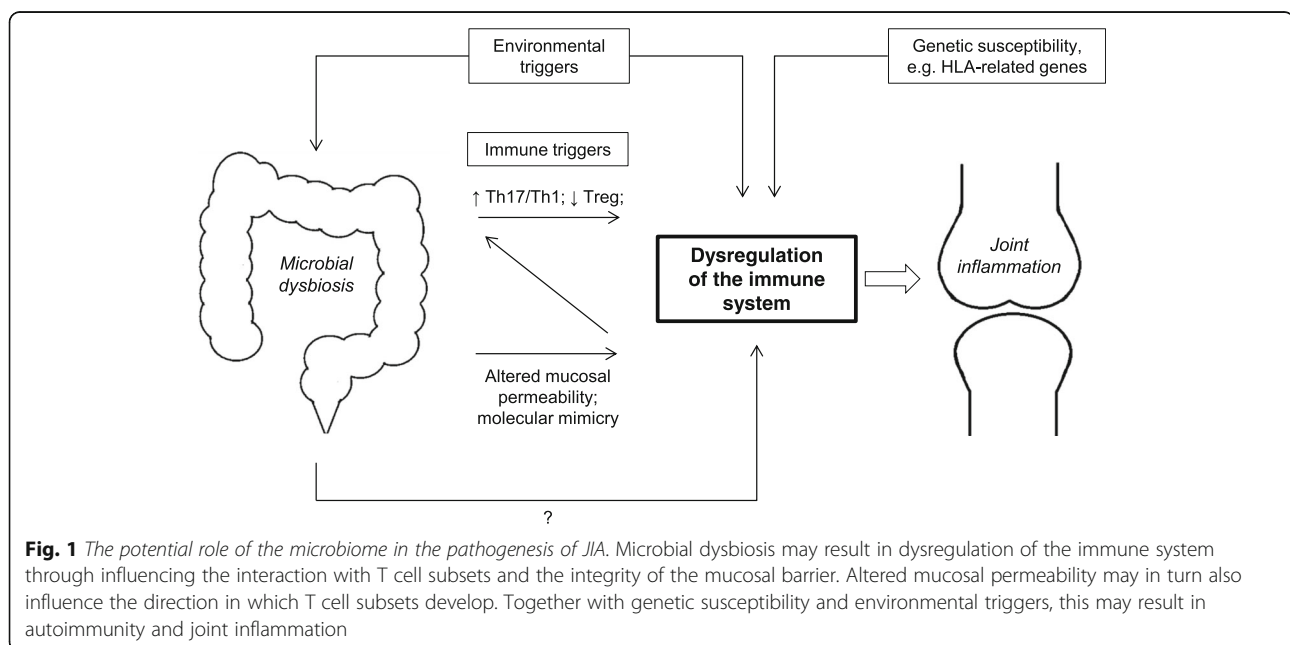 Environmental
triggers
Genetic susceptibility,
e.g. HLA-related genes
Immune triggers
↑ Th17/Th1; ↓ Treg;
Microbial
dysbiosis
Dysregulation
of the immune
system
Joint
inflammation
Altered mucosal
permeability;
molecular mimicry
?
Fig. 1 The potential role of the microbiome in the pathogenesis of JIA. Microbial dysbiosis may result in dysregulation of the immune system
through influencing the interaction with T cell subsets and the integrity of the mucosal barrier. Altered mucosal permeability may in turn also
influence the direction in which T cell subsets develop. Together with genetic susceptibility and environmental triggers, this may result in
autoimmunity and joint inflammation